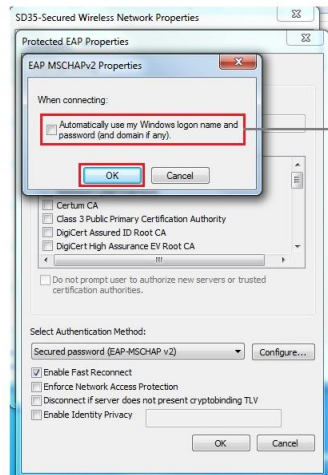 SD35-Secured Wireless Network Properties
Protected EAP Properties
EAP MSCHAPv2 Properties
When connecting:
Automatically use my Windows logon name and
password (and domain if any).
OK
Cancel
Certum CA
Class 3 Public Primary Certification Authority
DigiCert Assured ID Root CA
DigiCert High Assurance EV Root CA
Do not prompt user to authorize new servers or trusted
certification authorities.
Select Authentication Method:
Secured password (EAP-MSCHAP v2)
Configure...
Enable Fast Reconnect
Enforce Network Access Protection
Disconnect if server does not present cryptobinding TLV
Enable Identity Privacy
OK
Cancel